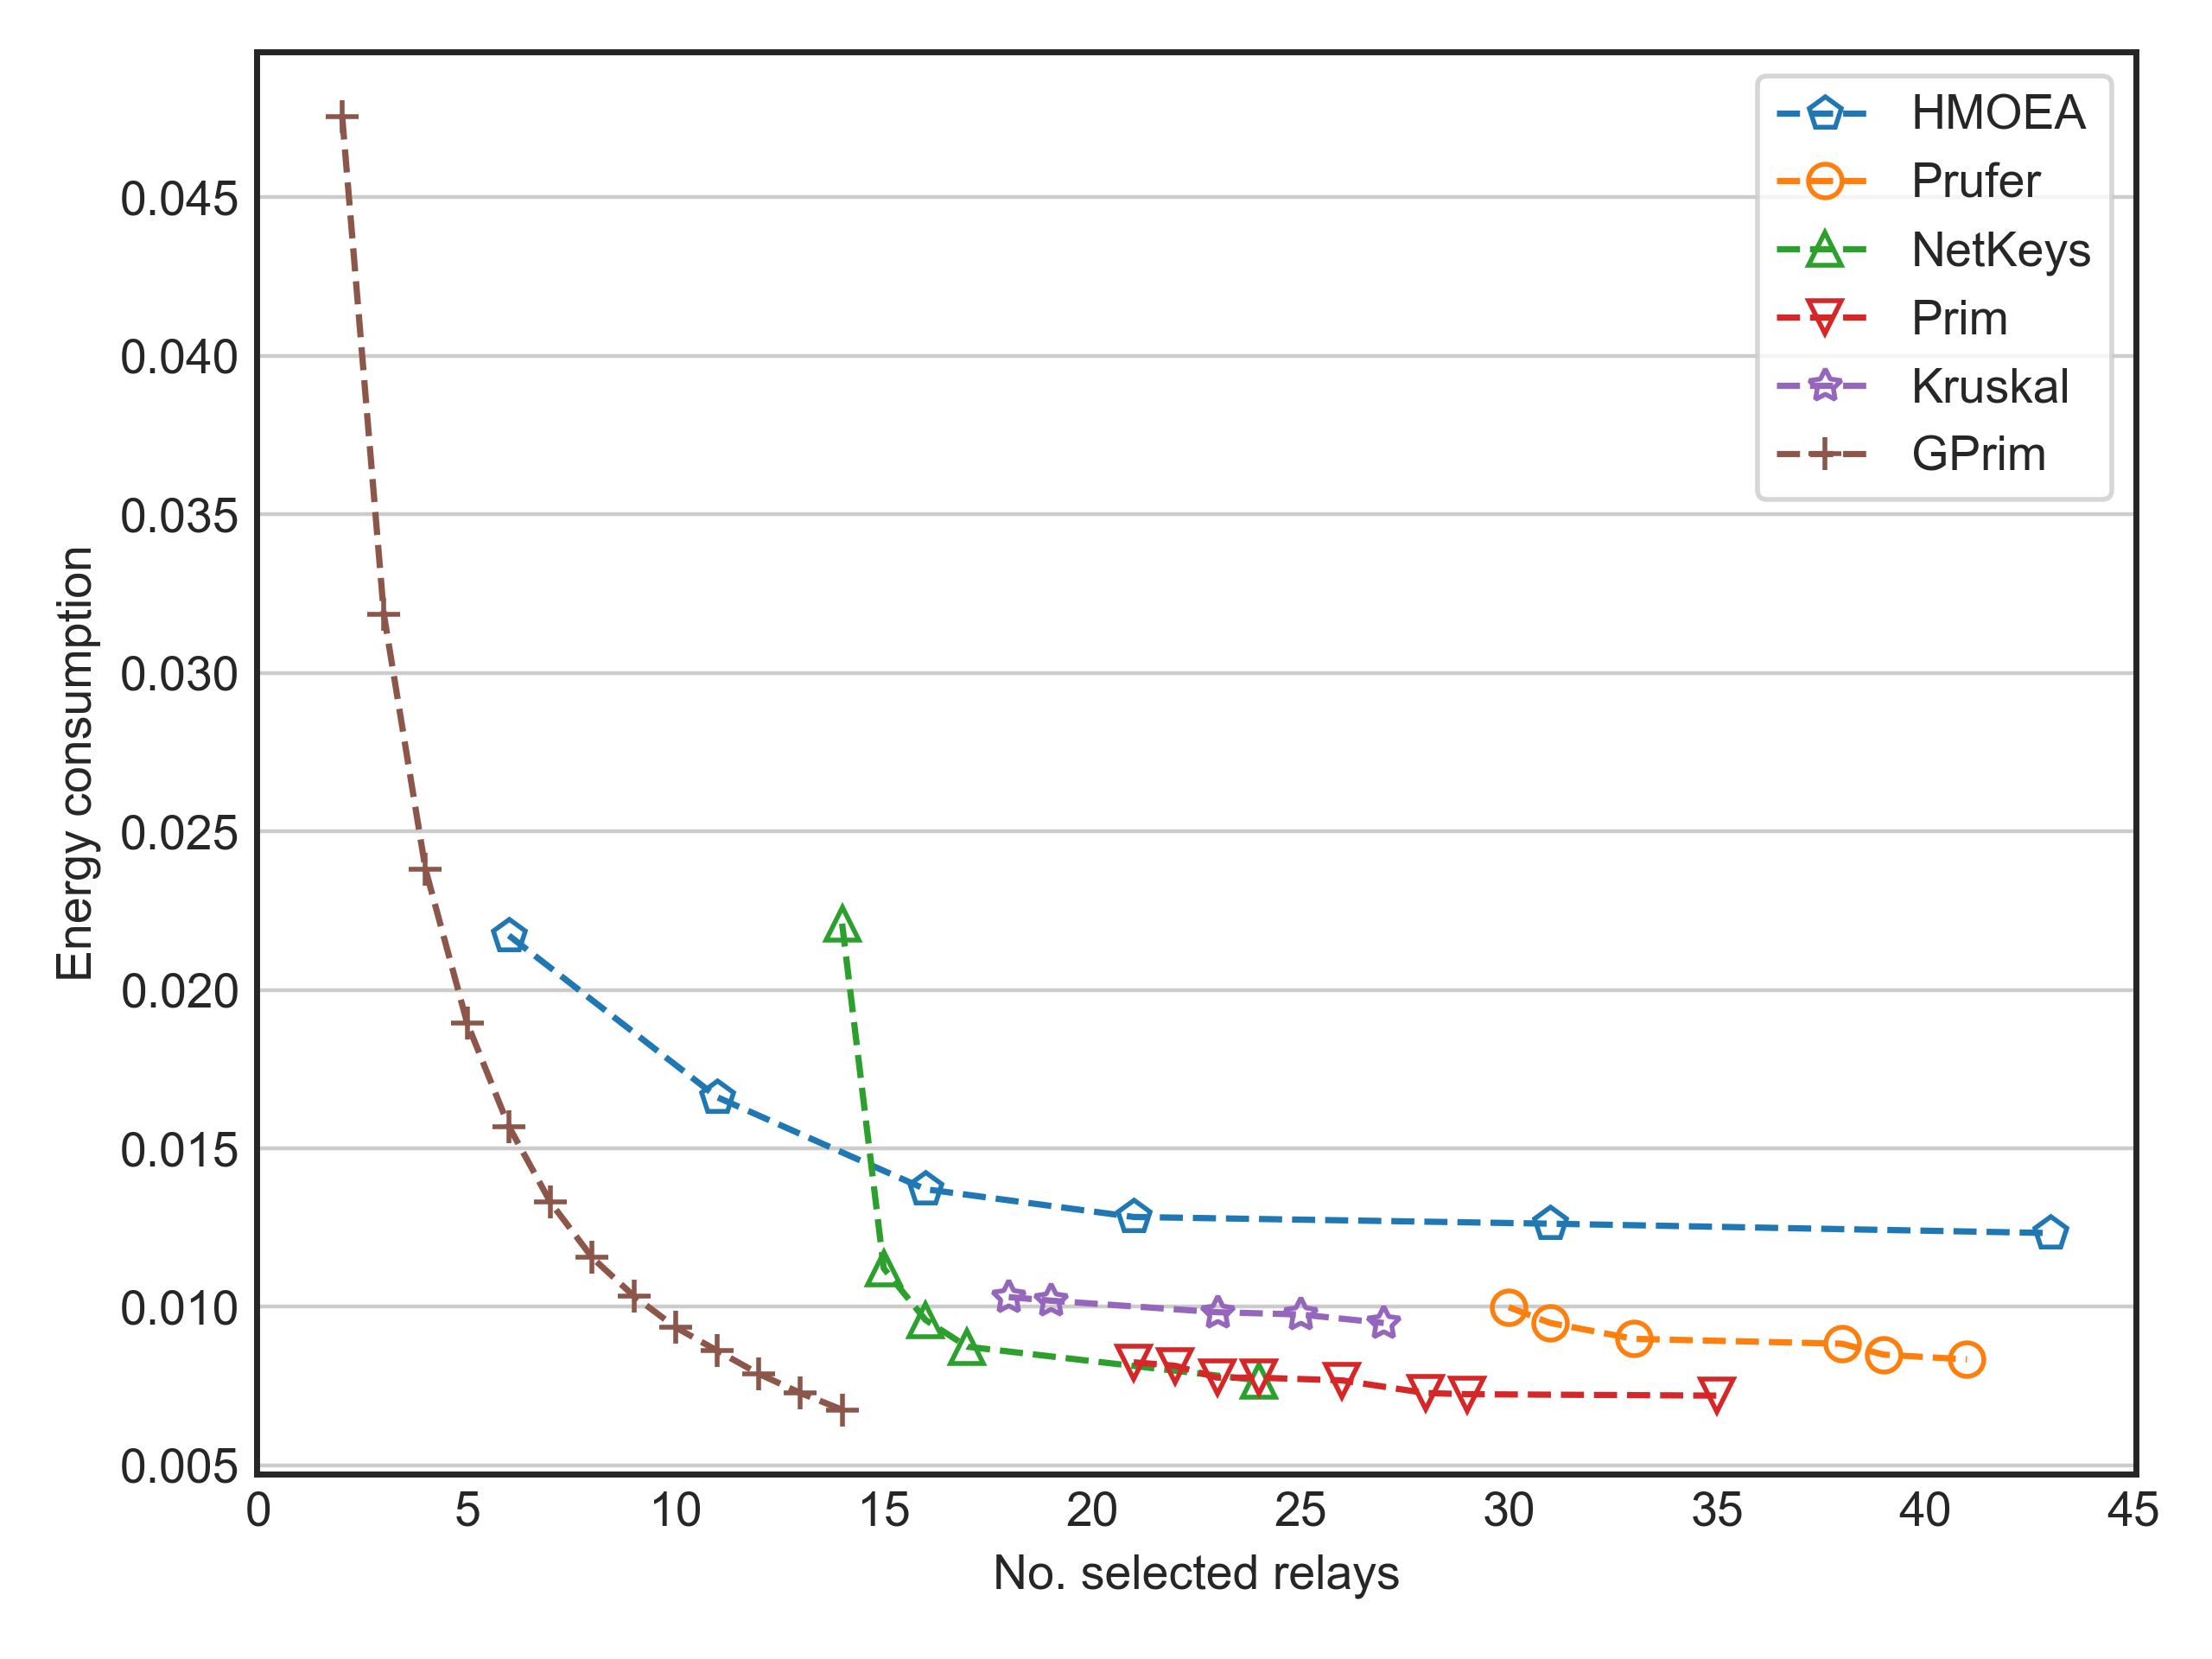 HMOEA
Prufer
NetKeys
Prim
Kruskal
GPrim
0.045
0.040
0.035
0.030
0.025
0.020
0.015
0.010
0.005
Energy consumption
0 5 10 15 20 25 30 35 40 45
No. selected relays